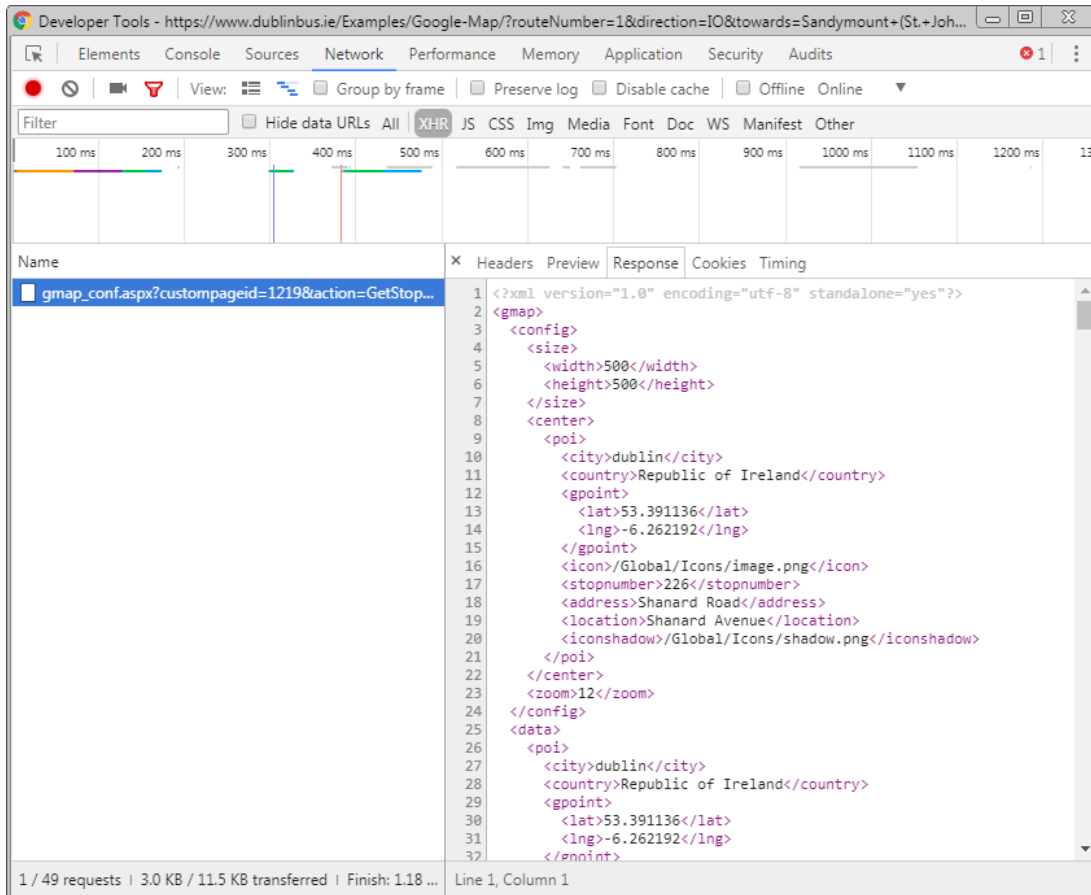 Developer Tools - https://www.dublinbus.ie/Examples/Google-Map/?routeNumber=1&direction=IO&towards=Sandymount+(St.+Joh...
Elements Console Sources Network Performance Memory Application Security Audits 1
View: Group by frame Preserve log Disable cache Offline Online
Filter Hide data URLs All XHR JS CSS Img Media Font Doc WS Manifest Other
100 ms 200 ms 300 ms 400 ms 500 ms 600 ms 700 ms 800 ms 900 ms 1000 ms 1100 ms 1200 ms 13
Name
× Headers Preview Response Cookies Timing
gmap_conf.aspx?custompageid=1219&action=GetStop...
1 <?xml version="1.0" encoding="utf-8" standalone="yes"?>
2 <gmap>
3 <config>
4 <size>
5 <width>500</width>
6 <height>500</height>
7 </size>
8 <center>
9 <poi>
10 <city>dublin</city>
11 <country>Republic of Ireland</country>
12 <gpoint>
13 <lat>53.391136</lat>
14 <lng>-6.262192</lng>
15 </gpoint>
16 <icon>/Global/Icons/image.png</icon>
17 <stopnumber>226</stopnumber>
18 <address>Shanard Road</address>
19 <location>Shanard Avenue</location>
20 <iconshadow>/Global/Icons/shadow.png</iconshadow>
21 </poi>
22 </center>
23 <zoom>12</zoom>
24 </config>
25 <data>
26 <poi>
27 <city>dublin</city>
28 <country>Republic of Ireland</country>
29 <gpoint>
30 <lat>53.391136</lat>
31 <lng>-6.262192</lng>
32 </gpoint>
1 / 49 requests | 3.0 KB / 11.5 KB transferred | Finish: 1.18 ...
Line 1, Column 1